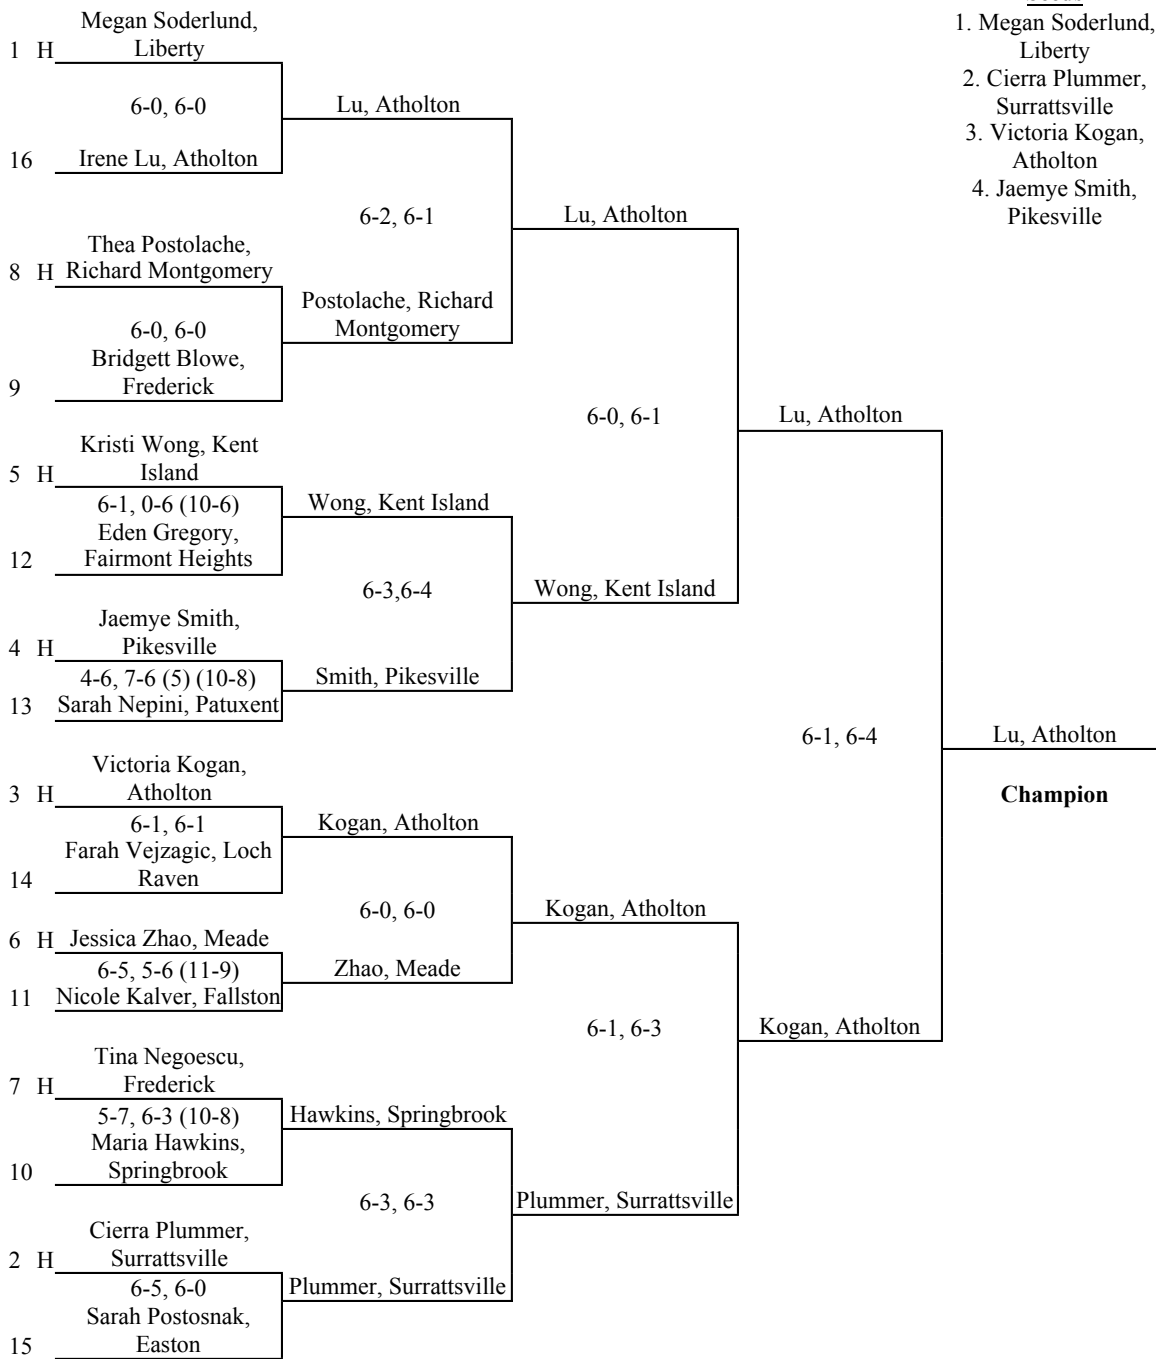 Megan Soderlund,
1 H Liberty
6-0, 6-0
16 Irene Lu, Atholton
Lu, Atholton
6-2, 6-1
Thea Postolache,
8 H Richard Montgomery
6-0, 6-0
Bridgett Blowe,
9 Frederick
Postolache, Richard
Montgomery
Lu, Atholton
6-0, 6-1
Kristi Wong, Kent
5 H Island
6-1, 0-6 (10-6)
Eden Gregory,
12 Fairmont Heights
Wong, Kent Island
6-3,6-4
Jaemye Smith,
4 H Pikesville
4-6, 7-6 (5) (10-8)
13 Sarah Nepini, Patuxent
Smith, Pikesville
Wong, Kent Island
Lu, Atholton
6-1, 6-4
Victoria Kogan,
3 H Atholton
6-1, 6-1
Farah Vejzagic, Loch
14 Raven
Kogan, Atholton
6-0, 6-0
6 H Jessica Zhao, Meade
6-5, 5-6 (11-9)
11 Nicole Kalver, Fallston
Zhao, Meade
Kogan, Atholton
6-1, 6-3
Tina Negoescu,
7 H Frederick
5-7, 6-3 (10-8)
Maria Hawkins,
10 Springbrook
Hawkins, Springbrook
6-3, 6-3
Cierra Plummer,
2 H Surrattsville
6-5, 6-0
Sarah Postosnak,
15 Easton
Plummer, Surrattsville
Plummer, Surrattsville
Kogan, Atholton
Lu, Atholton
Champion
1. Megan Soderlund,
Liberty
2. Cierra Plummer,
Surrattsville
3. Victoria Kogan,
Atholton
4. Jaemye Smith,
Pikesville